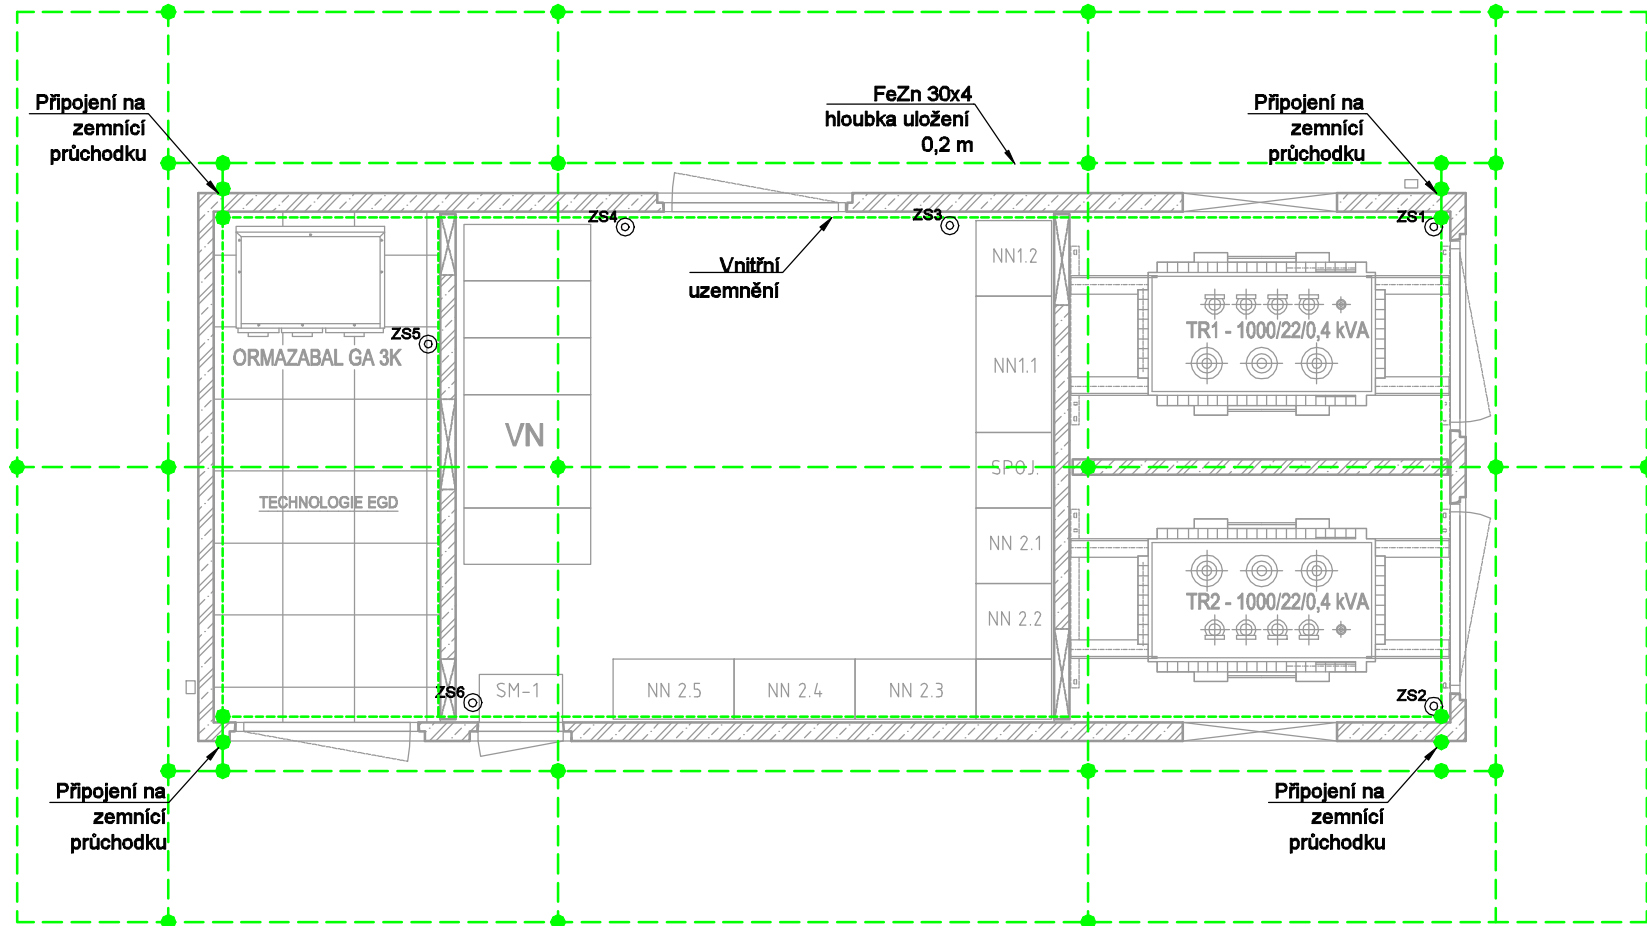 Připojení na
zemnící
průchodku
FeZn 30x4
hloubka uložení
0,2 m
Připojení na
zemnící
průchodku
ZS4
ZS3
ZS1
Vnitřní
uzemnění
NN1.2
ZS5
ORMAZABAL GA 3K
TR1 - 1000/22/0,4 kVA
NN1.1
VN
SPOJ.
TECHNOLOGIE EGD
NN 2.1
NN 2.2
TR2 - 1000/22/0,4 kVA
ZS6
SM-1
NN 2.5
NN 2.4
NN 2.3
ZS2
Připojení na
zemnící
průchodku
Připojení na
zemnící
průchodku